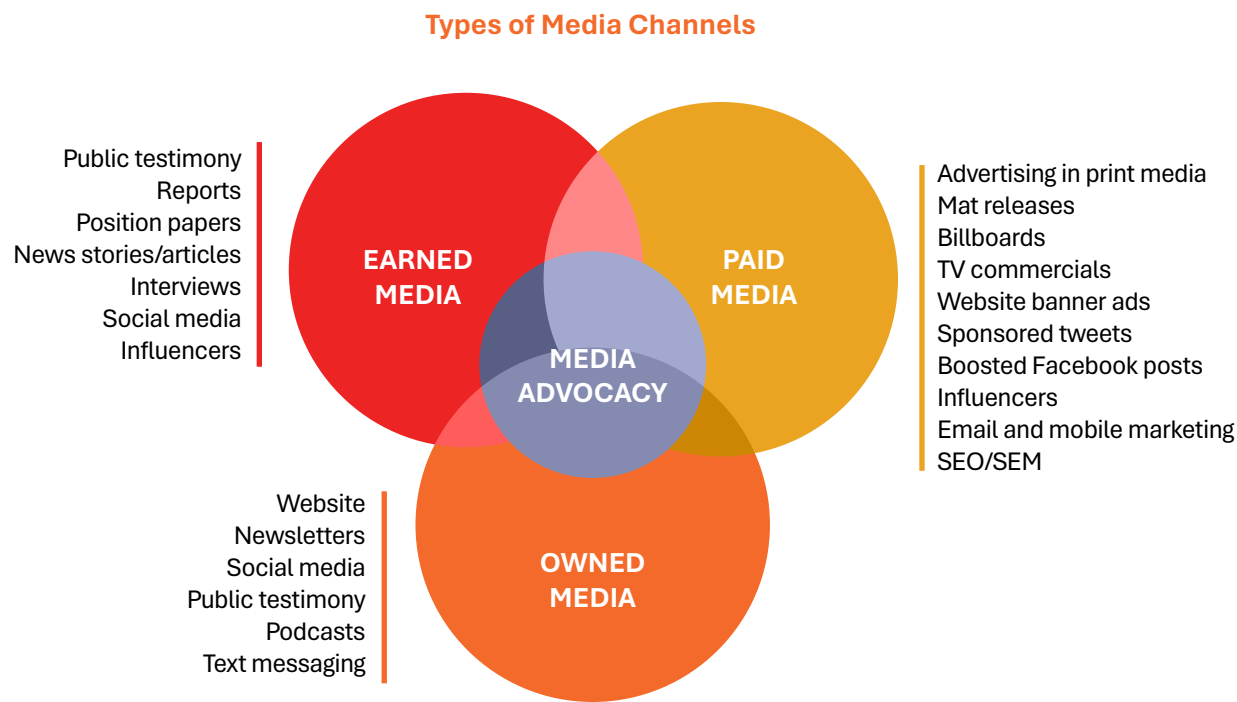 Types of Media Channels
Public testimony
Reports
Position papers
News stories/articles
Interviews
Social media
Influencers
EARNED
MEDIA
PAID
MEDIA
Advertising in print media
Mat releases
Billboards
TV commercials
Website banner ads
Sponsored tweets
Boosted Facebook posts
Influencers
Email and mobile marketing
SEO/SEM
MEDIA
ADVOCACY
Website
Newsletters
Social media
Public testimony
Podcasts
Text messaging
OWNED
MEDIA